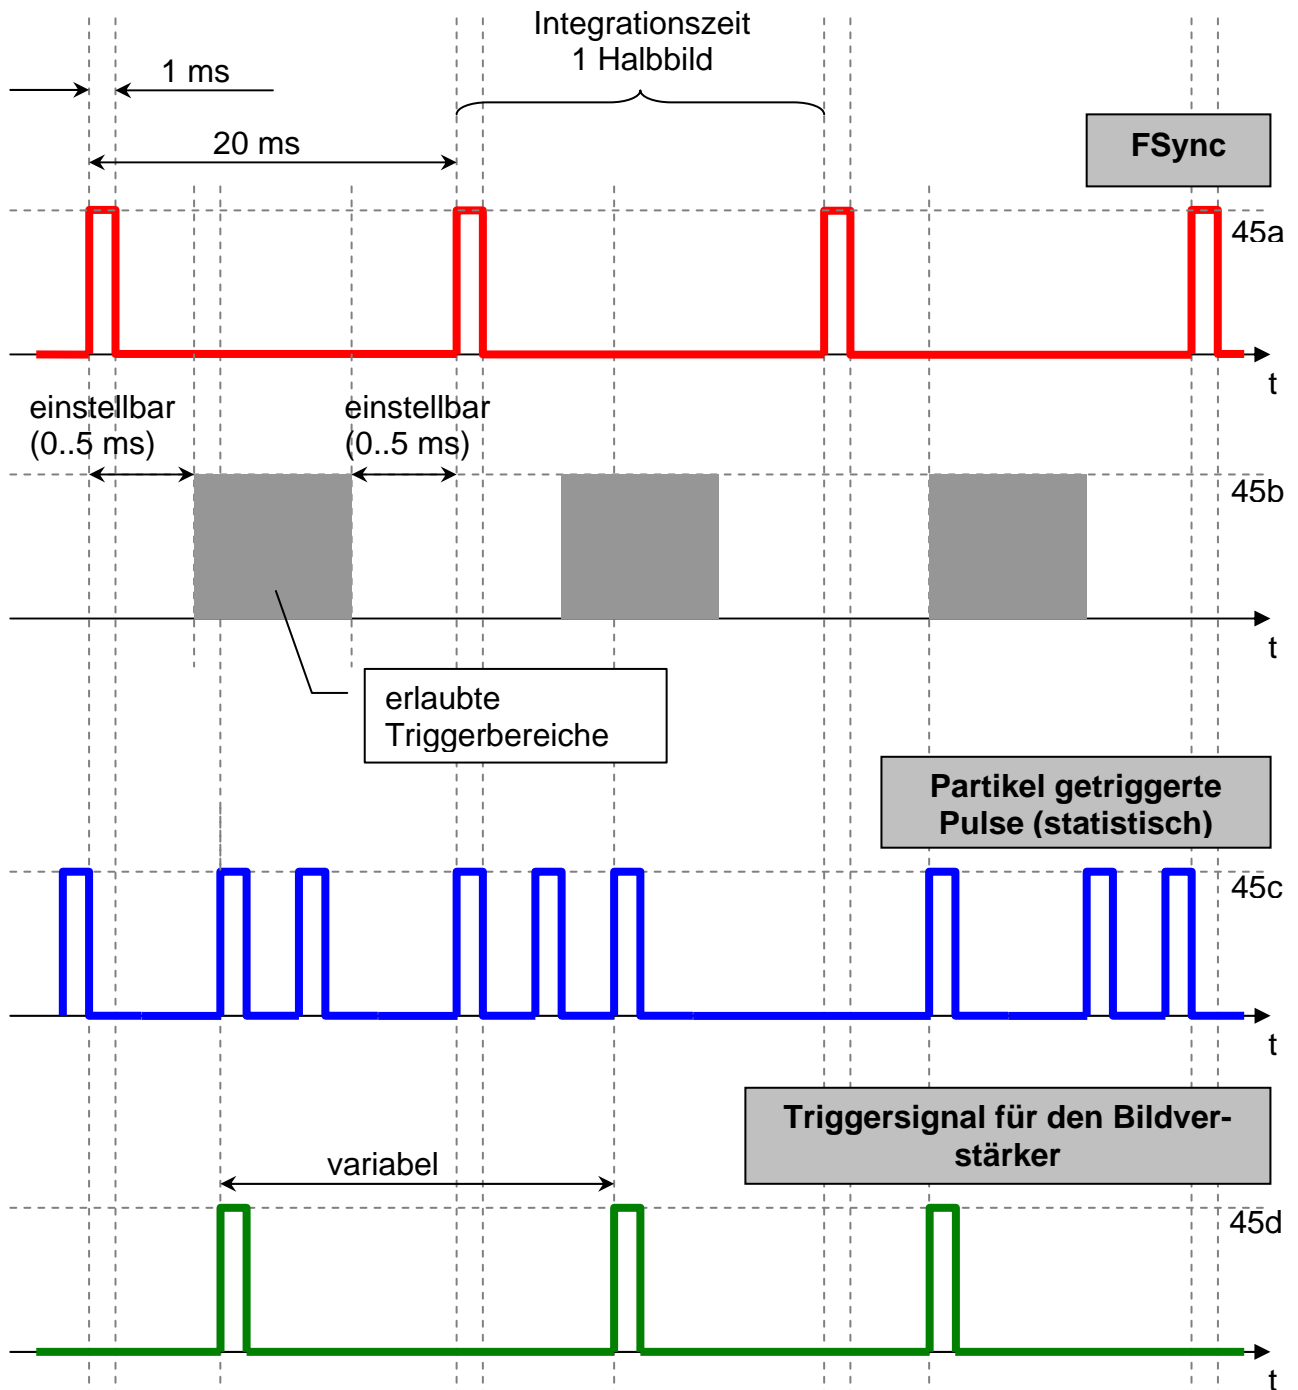 Integrationszeit
1 Halbbild
1 ms
20 ms
FSync
45a
t
einstellbar
(0..5 ms)
einstellbar
(0..5 ms)
45b
t
erlaubte
Triggerbereiche
Partikel getriggerte
Pulse (statistisch)
45c
t
Triggersignal für den Bildver-
stärker
variabel
45d
t